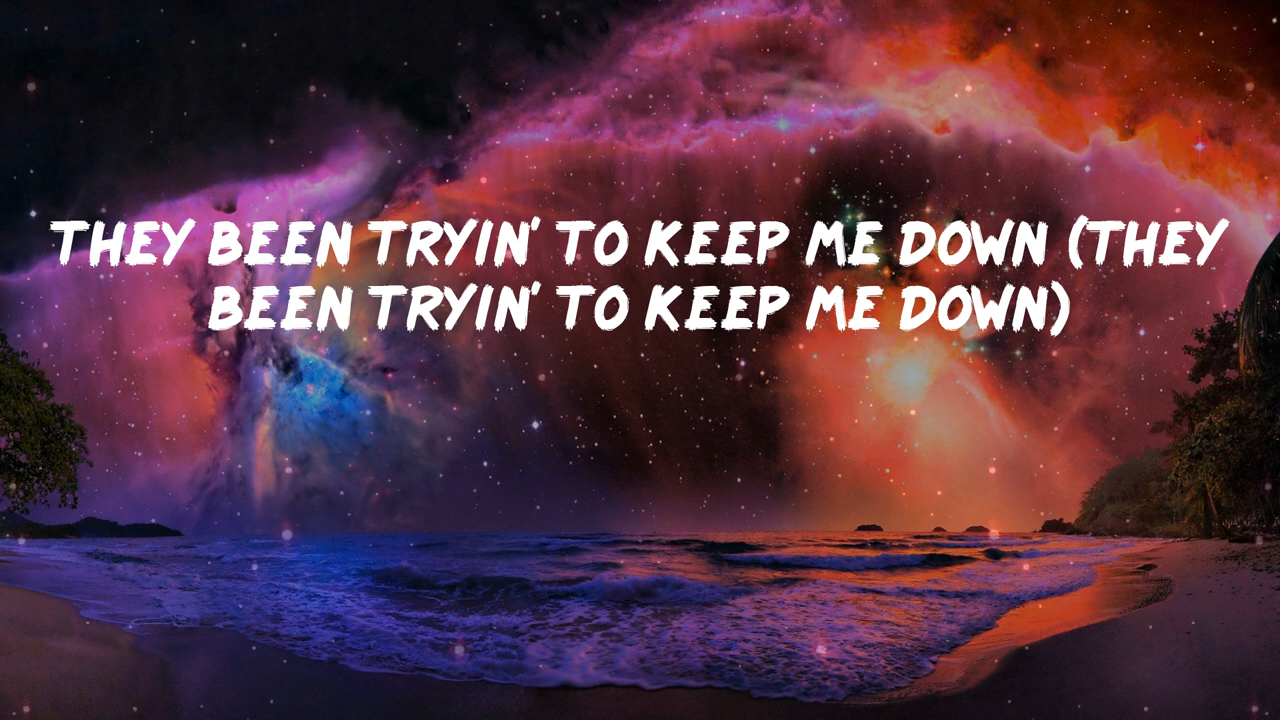 THEY BEEN TRYIN' TO KEEP ME DOWN (THEY
BEEN TRYIN' TO KEEP ME DOWN)